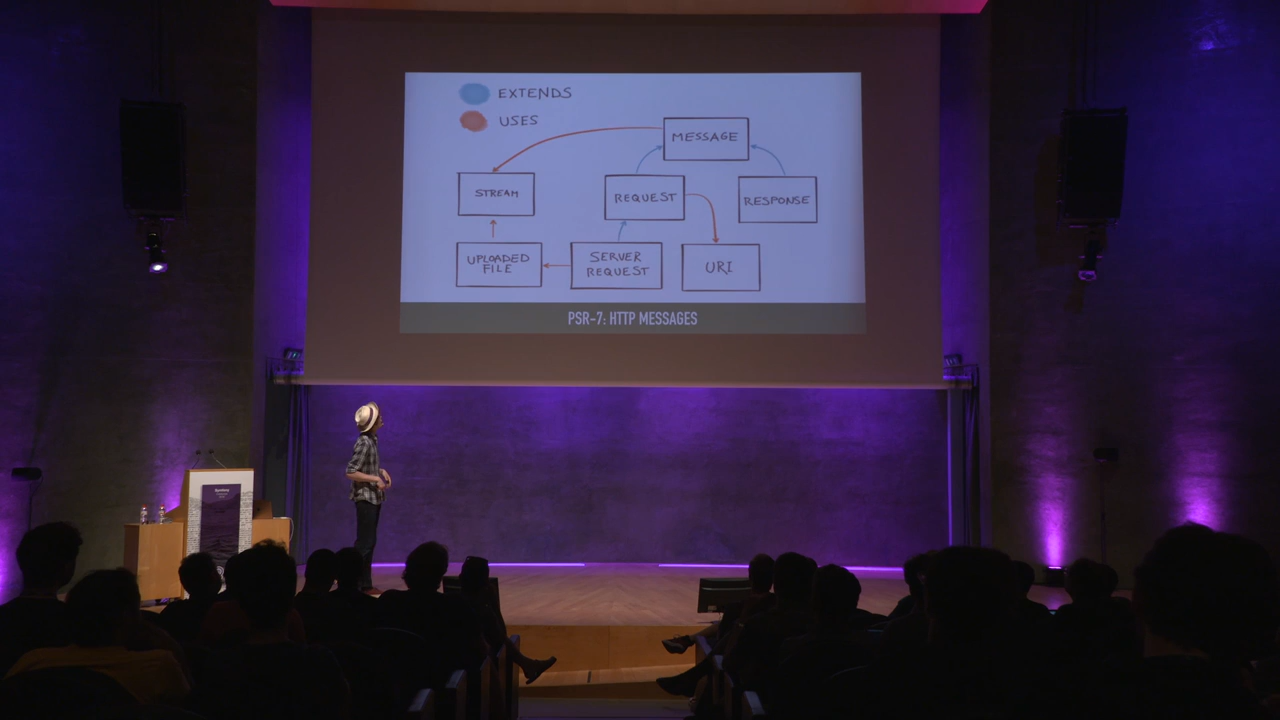 EXTENDS
USES
MESSAGE
STREAM
REQUEST
RESPONSE
UPLOADED
FILE
SERVER
REQUEST
URI
PSR-7: HTTP MESSAGES